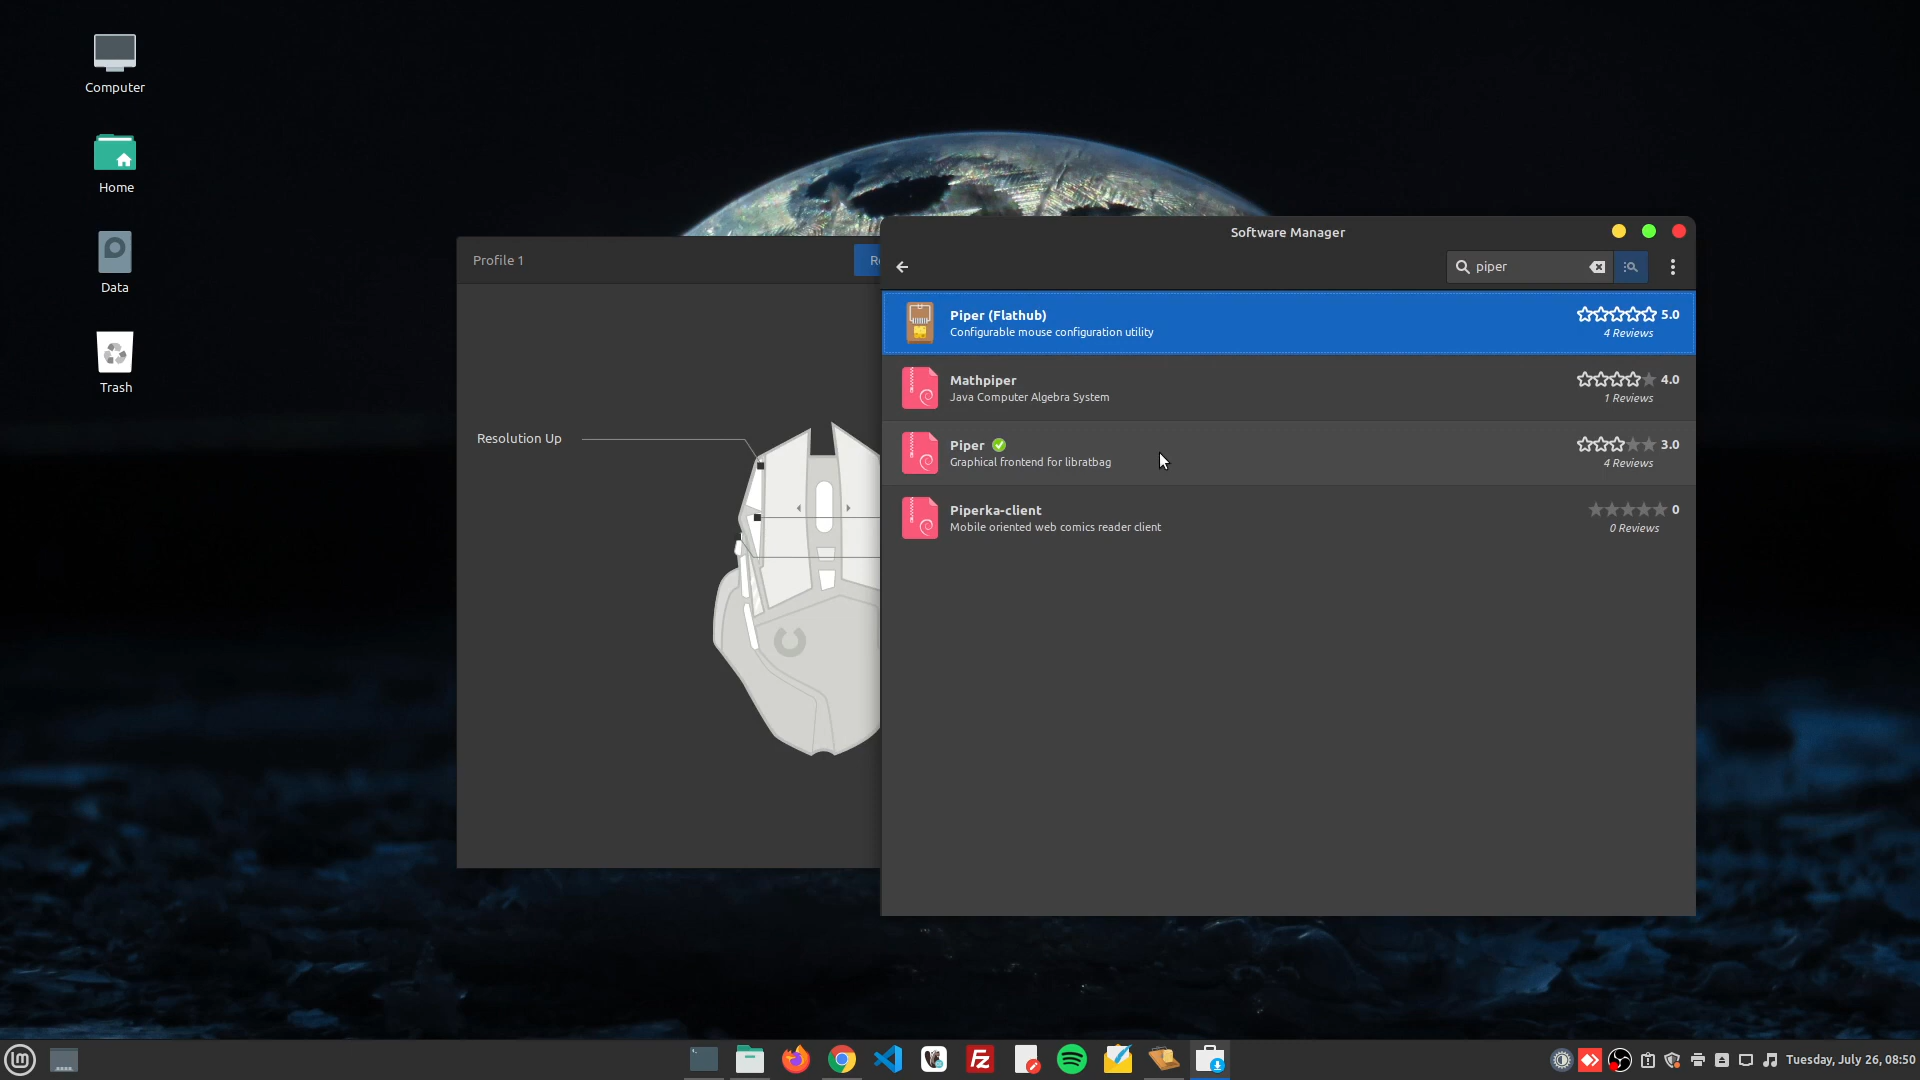 Computer
Home
Data
Trash
Profile 1
Resolution Up
Software Manager
piper
Piper (Flathub)
Configurable mouse configuration utility
5.0
4 Reviews
Mathpiper
Java Computer Algebra System
4.0
1 Reviews
Piper
Graphical frontend for libratbag
3.0
4 Reviews
Piperka-client
Mobile oriented web comics reader client
0
0 Reviews
lm
Fz
Tuesday, July 26, 08:50